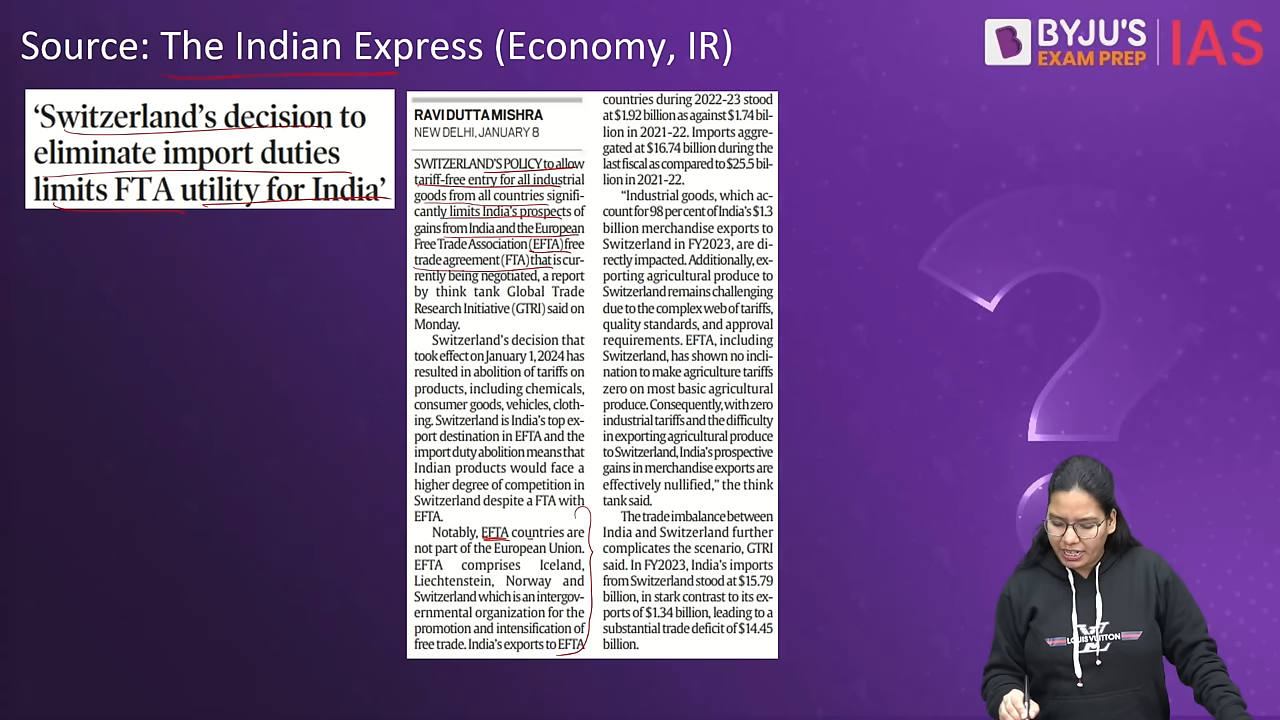 Source: The Indian Express (Economy, IR)
BYJU'S
EXAM PREP
IAS
‘Switzerland’s decision to
eliminate import duties
limits FTA utility for India’
RAVI DUTTA MISHRA
NEW DELHI, JANUARY 8
SWITZERLAND'S POLICY to allow
tariff-free entry for all industrial
goods from all countries signifi-
cantly limits India's prospects of
gains from India and the European
Free Trade Association (EFTA) free
trade agreement (FTA) that is cur-
rently being negotiated, a report
by think tank Global Trade
Research Initiative (GTRI) said on
Monday.
Switzerland's decision that
took effect on January 1, 2024 has
resulted in abolition of tariffs on
products, including chemicals,
consumer goods, vehicles, cloth-
ing. Switzerland is India's top ex-
port destination in EFTA and the
import duty abolition means that
Indian products would face a
higher degree of competition in
Switzerland despite a FTA with
EFTA.
Notably, EFTA countries are
not part of the European Union.
EFTA comprises Iceland,
Liechtenstein, Norway and
Switzerland which is an intergov-
ernmental organization for the
promotion and intensification of
free trade. India's exports to EFTA
countries during 2022-23 stood
at $1.92 billion as against $1.74 bil-
lion in 2021-22. Imports aggre-
gated at $16.74 billion during the
last fiscal as compared to $25.5 bil-
lion in 2021-22.
“Industrial goods, which ac-
count for 98 per cent of India's $1.3
billion merchandise exports to
Switzerland in FY2023, are di-
rectly impacted. Additionally, ex-
porting agricultural produce to
Switzerland remains challenging
due to the complex web of tariffs,
quality standards, and approval
requirements. EFTA, including
Switzerland, has shown no incli-
nation to make agriculture tariffs
zero on most basic agricultural
produce. Consequently, with zero
industrial tariffs and the difficulty
in exporting agricultural produce
to Switzerland, India's prospective
gains in merchandise exports are
effectively nullified,” the think
tank said.
The trade imbalance between
India and Switzerland further
complicates the scenario, GTRI
said. In FY2023, India's imports
from Switzerland stood at $15.79
billion, in stark contrast to its ex-
ports of $1.34 billion, leading to a
substantial trade deficit of $14.45
billion.
LOUIS VUITTON